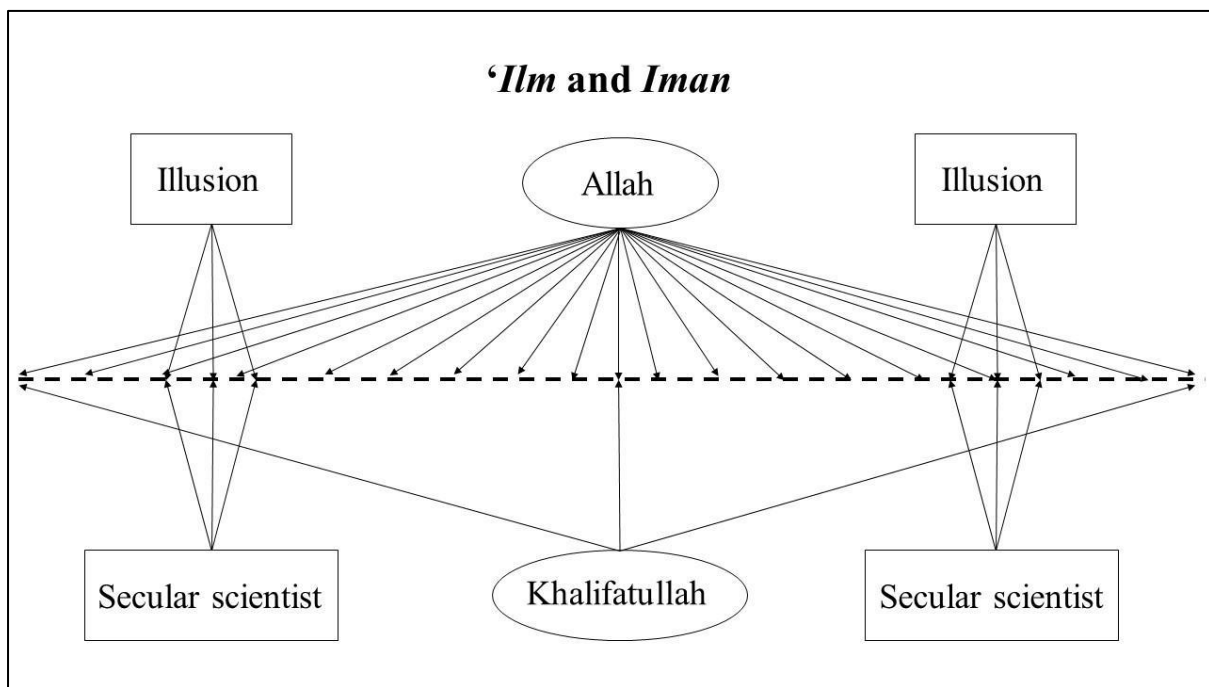 ‘Ilm and Iman
Illusion
Allah
Illusion
Secular scientist
Khalifatullah
Secular scientist